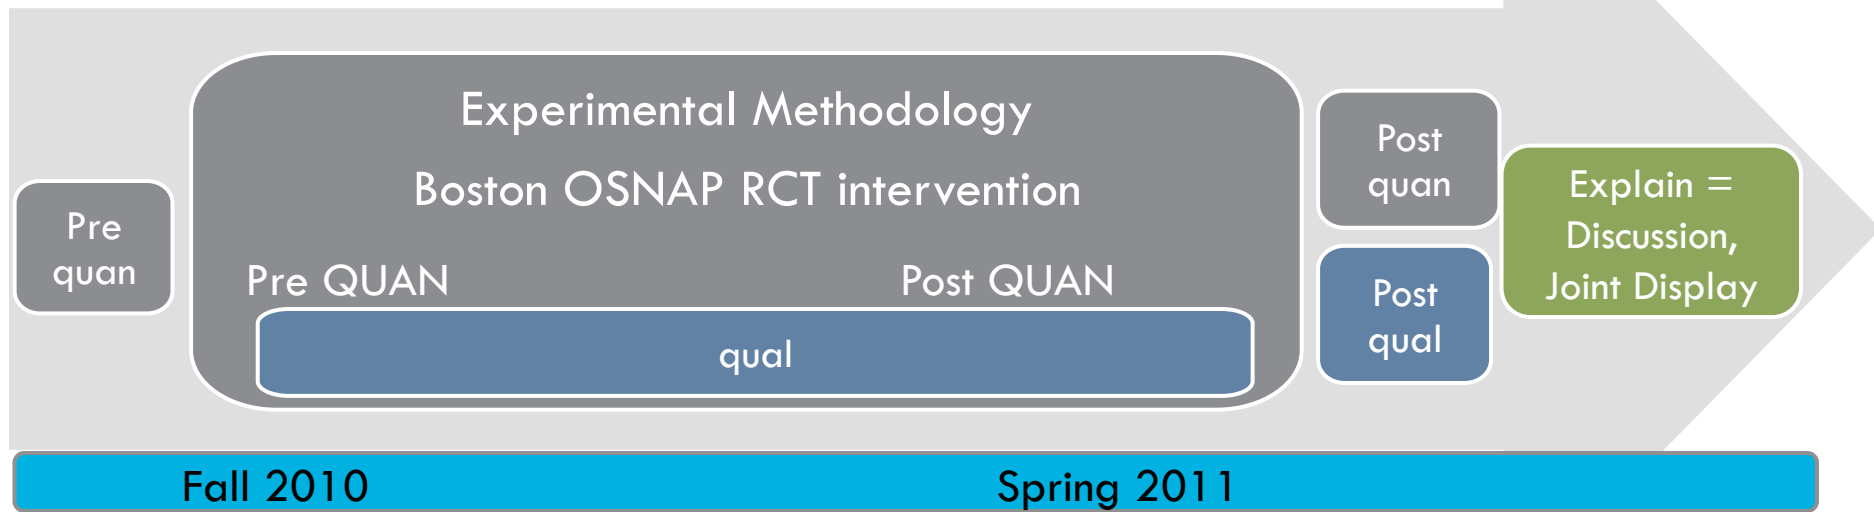 Pre
quan
Experimental Methodology
Boston OSNAP RCT intervention
Pre QUAN
Post QUAN
qual
Post
quan
Post
qual
Explain =
Discussion,
Joint Display
Fall 2010
Spring 2011